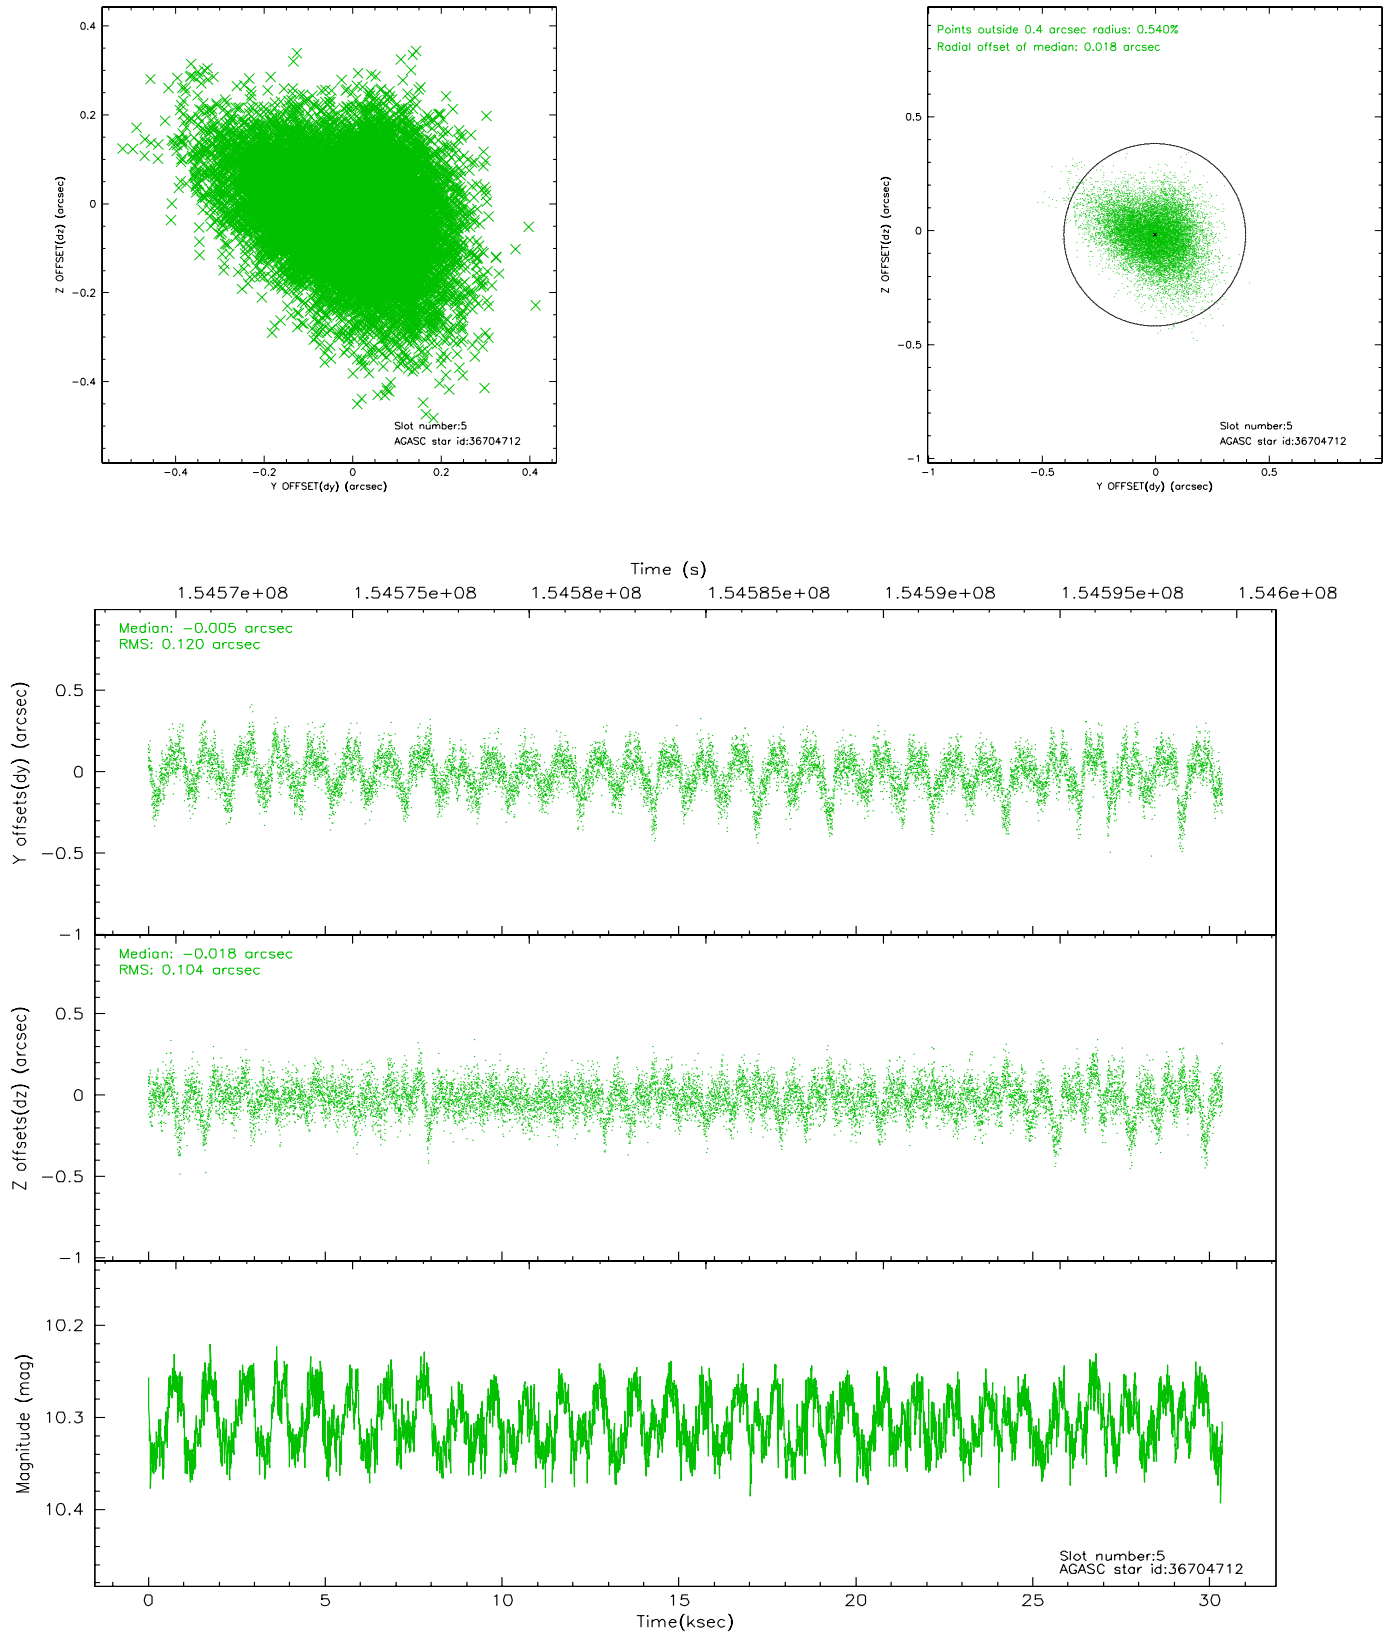 0.4
0.2
0
-0.2
-0.4
Z OFFSET(dz) (arcsec)
Slot number:5
AGASC star id:36704712
-0.4
-0.2
0
0.2
0.4
Y OFFSET(dy) (arcsec)
Points outside 0.4 arcsec radius: 0.540%
Radial offset of median: 0.018 arcsec
0.5
0
-0.5
-1
Z OFFSET(dz) (arcsec)
Slot number:5
AGASC star id:36704712
-1
-0.5
0
0.5
Y OFFSET(dy) (arcsec)
Time (s)
1.5457e+08
1.54575e+08
1.5458e+08
1.54585e+08
1.5459e+08
1.54595e+08
1.546e+08
Median: -0.005 arcsec
RMS: 0.120 arcsec
0.5
0
-0.5
-1
Y offsets(dy) (arcsec)
Median: -0.018 arcsec
RMS: 0.104 arcsec
0.5
0
-0.5
-1
Z offsets(dz) (arcsec)
10.2
10.3
10.4
Magnitude (mag)
Slot number:5
AGASC star id:36704712
0
5
10
15
20
25
30
Time(ksec)